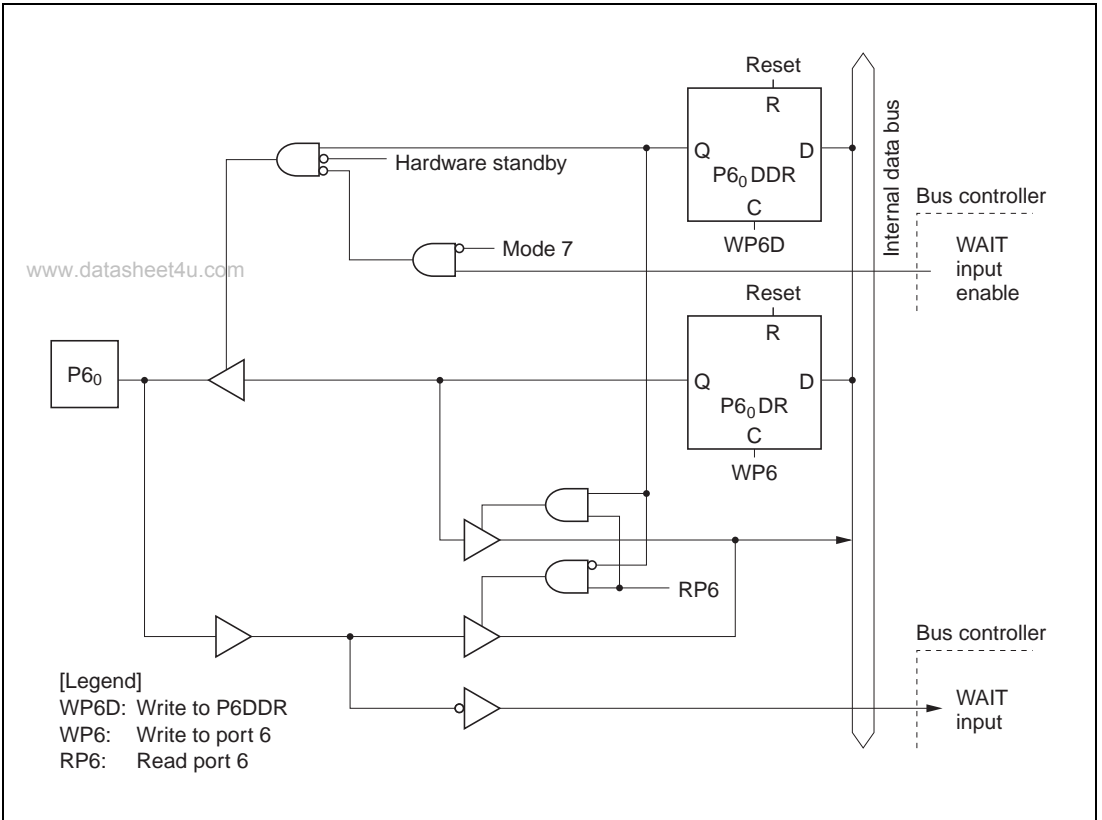 Reset
R
Q
D
P6₀ DDR
C
WP6D
Hardware standby
Mode 7
Internal data bus
Bus controller
WAIT
input
enable
www.datasheet4u.com
Reset
R
Q
D
P6₀ DR
C
WP6
P6₀
RP6
Bus controller
WAIT
input
[Legend]
WP6D: Write to P6DDR
WP6: Write to port 6
RP6: Read port 6